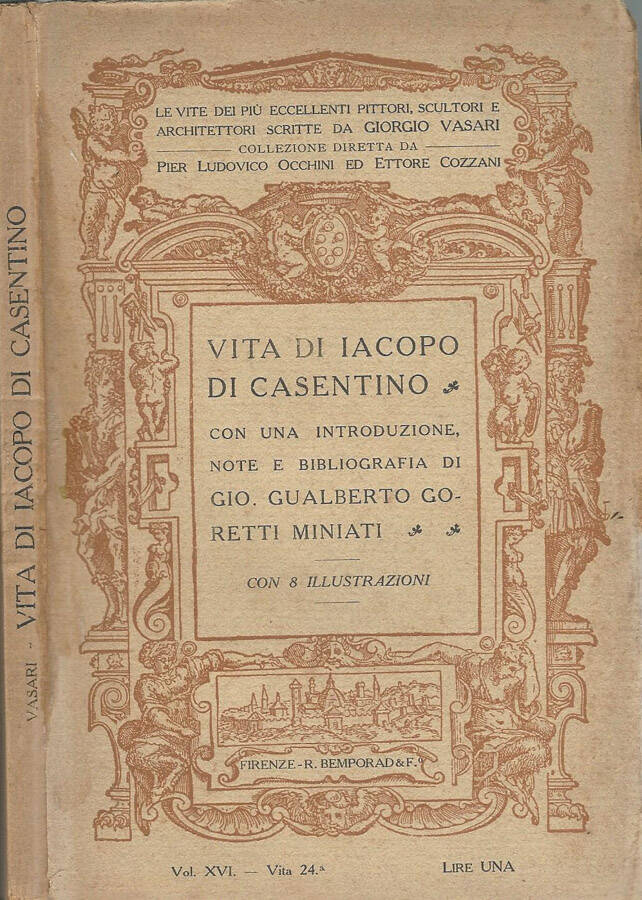 LE VITE DEI PIÙ ECCELLENTI PITTORI, SCULTORI E
ARCHITETTORI SCRITTE DA GIORGIO VASARI
COLLEZIONE DIRETTA DA
PIER LUDOVICO OCCHINI ED ETTORE COZZANI
VITA DI IACOPO
DI CASENTINO
CON UNA INTRODUZIONE,
NOTE E BIBLIOGRAFIA DI
GIO. GUALBERTO GO-
RETTI MINIATI
CON 8 ILLUSTRAZIONI
FIRENZE-R. BEMPORAD & F.º
Vol. XVI. — Vita 24.ª
LIRE UNA
VASARI - VITA DI IACOPO DI CASENTINO